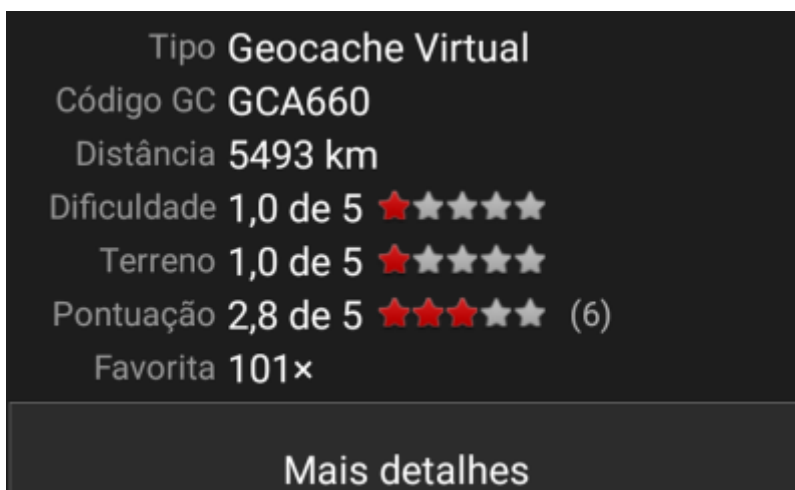 Tipo Geocache Virtual
Código GC GCA660
Distância 5493 km
Dificuldade 1,0 de 5
Terreno 1,0 de 5
Pontuação 2,8 de 5 (6)
Favorita 101×
Mais detalhes